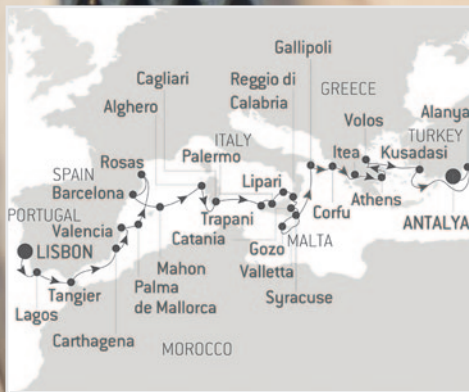 Gallipoli
Cagliari
Reggio di
Calabria
Alghero
GREECE
Alanya
Volos
TURKEY
ITALY
Itea
Kusadasi
Rosas
Palermo
SPAIN
Lipari
Barcelona
PORTUGAL
Valencia
Trapani
Corfu
Athens
ANTALYA
Catania
Gozo
MALTA
LISBON
Mahon
Valletta
Lagos
Tangier
Palma
de Mallorca
Syracuse
Carthagena
MOROCCO